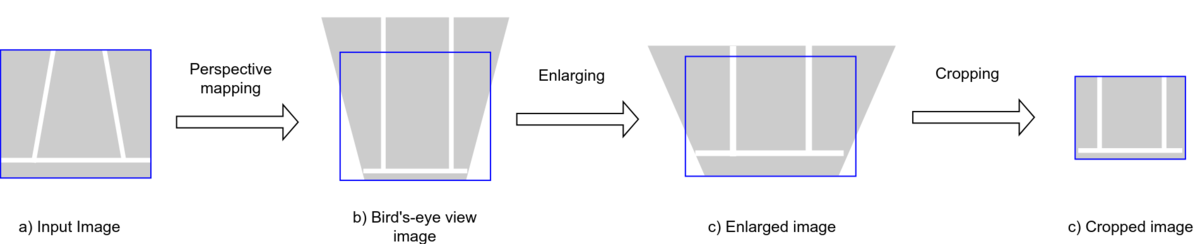 Perspective
mapping
Enlarging
Cropping
a) Input Image
b) Bird's-eye view
image
c) Enlarged image
c) Cropped image